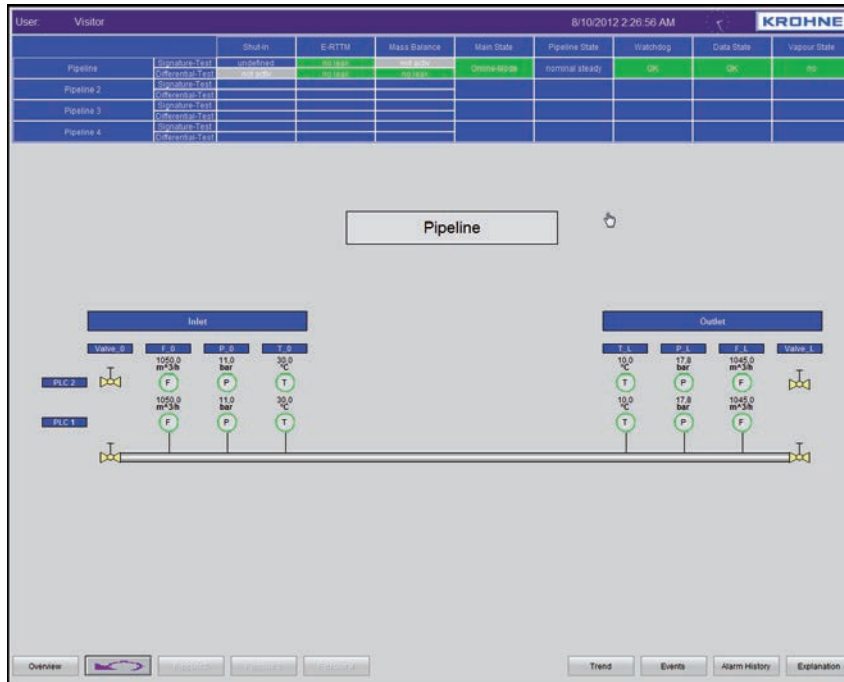 User: Visitor 8/10/2012 2:26:56 AM KROHNE
Shut-in E-RTTM Mass Balance Main State Pipeline State Watchdog Data State Vapour State
Pipeline Signature-Test undefined no leak not activ Online-Mode nominal steady OK OK no
Differential-Test not activ no leak no leak
Pipeline 2 Signature-Test
Differential-Test
Pipeline 3 Signature-Test
Differential-Test
Pipeline 4 Signature-Test
Differential-Test
Pipeline
Inlet Outlet
Valve_0 F_0 P_0 T_0 T_L P_L F_L Valve_L
1050,0 11,0 30,0 10,0 17,8 1045,0
m^3/h bar °C °C bar m^3/h
PLC 2 F P T T P F
1050,0 11,0 30,0 10,0 17,8 1045,0
m^3/h bar °C °C bar m^3/h
PLC 1 F P T T P F
Overview Trend Events Alarm History Explanation